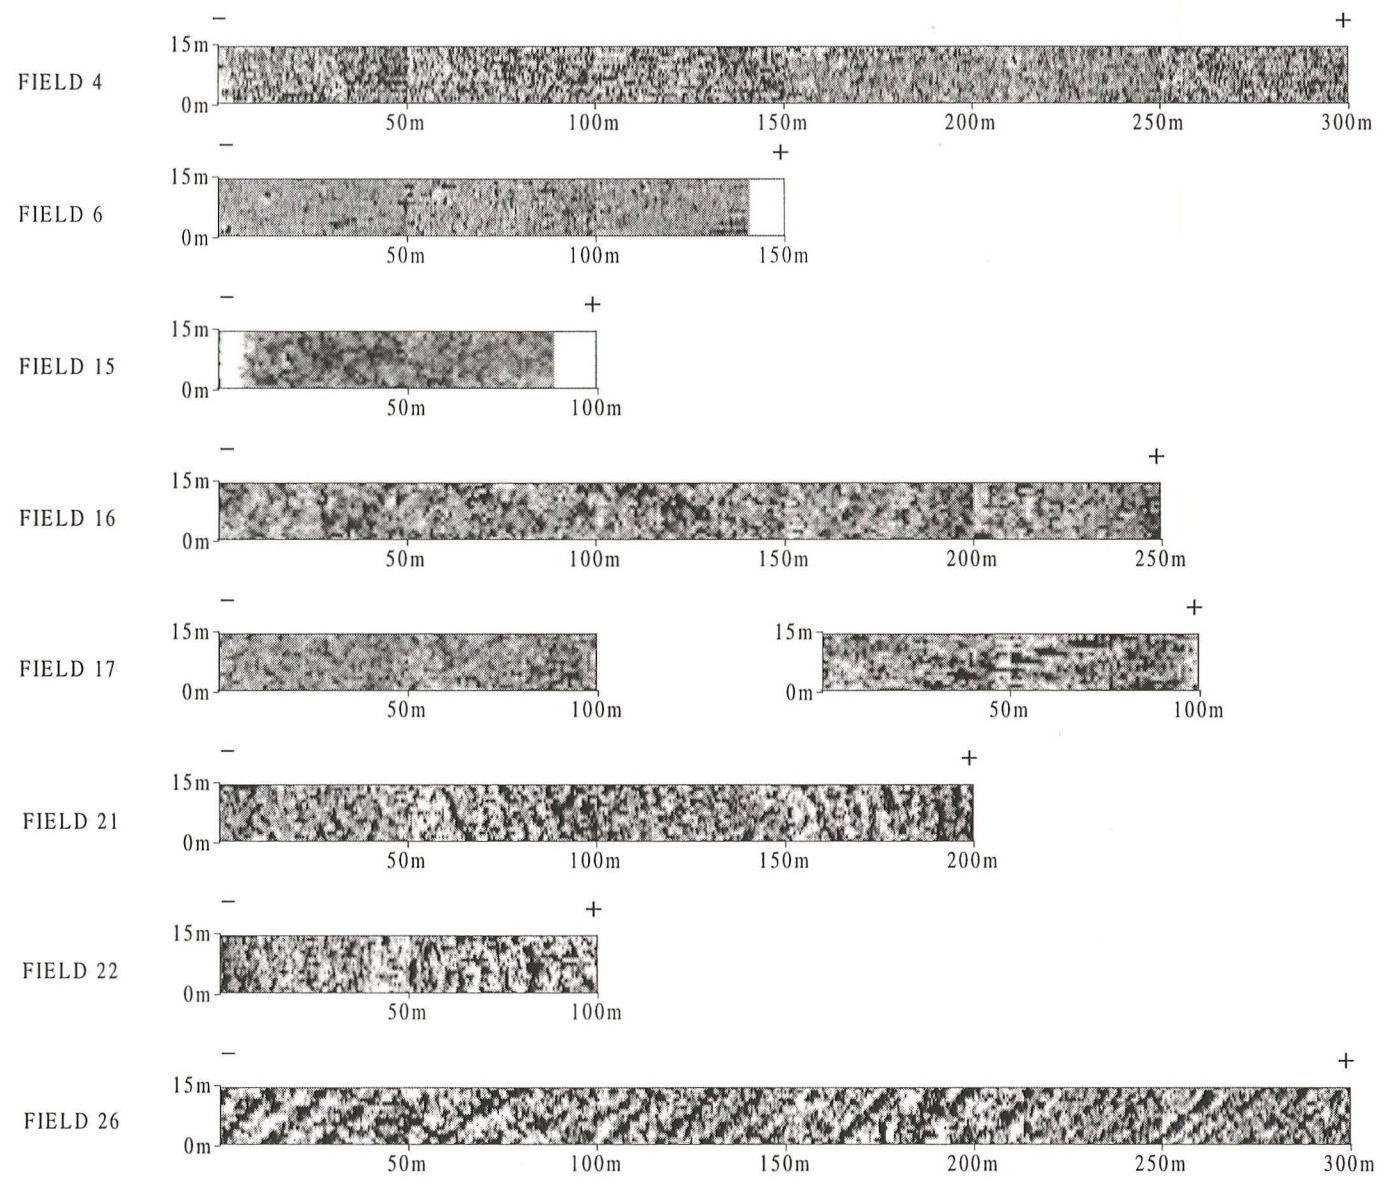 − +
15m
FIELD 4
0m
50m 100m 150m 200m 250m 300m
− +
15m
FIELD 6
0m
50m 100m 150m
− +
15m
FIELD 15
0m
50m 100m
− +
15m
FIELD 16
0m
50m 100m 150m 200m 250m
− +
15m 15m
FIELD 17
0m 0m
50m 100m 50m 100m
− +
15m
FIELD 21
0m
50m 100m 150m 200m
− +
15m
FIELD 22
0m
50m 100m
− +
15m
FIELD 26
0m
50m 100m 150m 200m 250m 300m